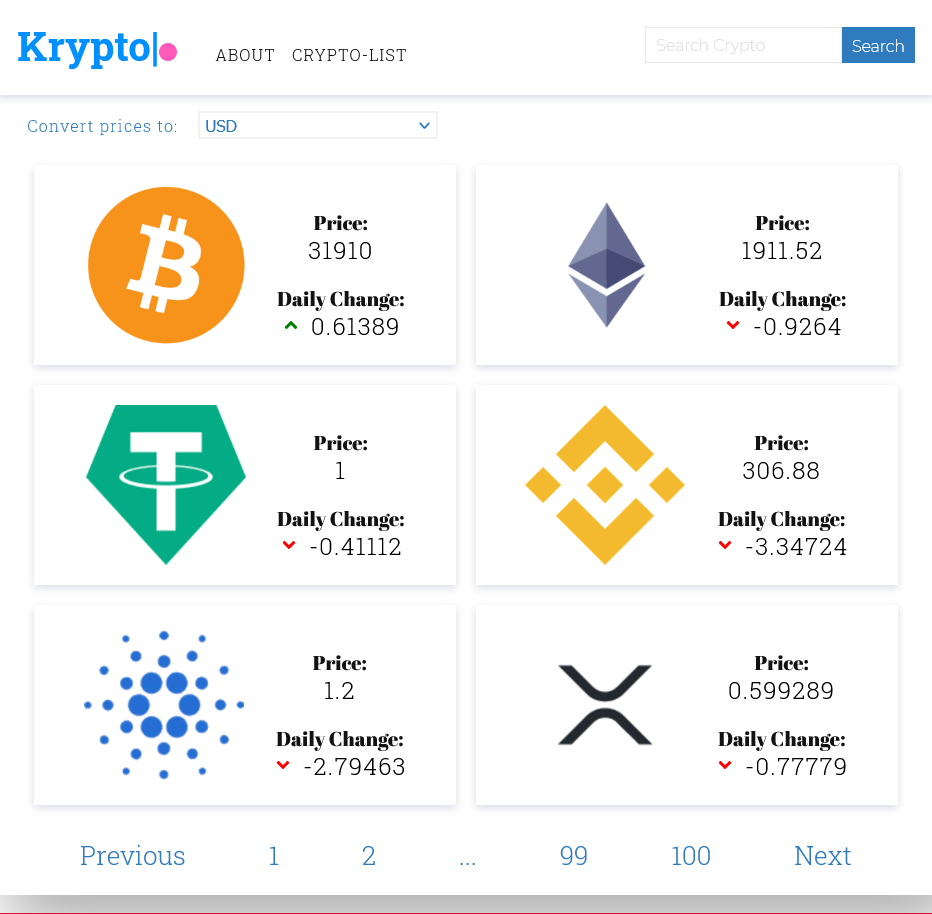 Krypto
ABOUT CRYPTO-LIST
Search Crypto
Search
Convert prices to: USD
Price:
31910
Daily Change:
0.61389
Price:
1911.52
Daily Change:
-0.9264
Price:
1
Daily Change:
-0.41112
Price:
306.88
Daily Change:
-3.34724
Price:
1.2
Daily Change:
-2.79463
Price:
0.599289
Daily Change:
-0.77779
Previous 1 2 ... 99 100 Next